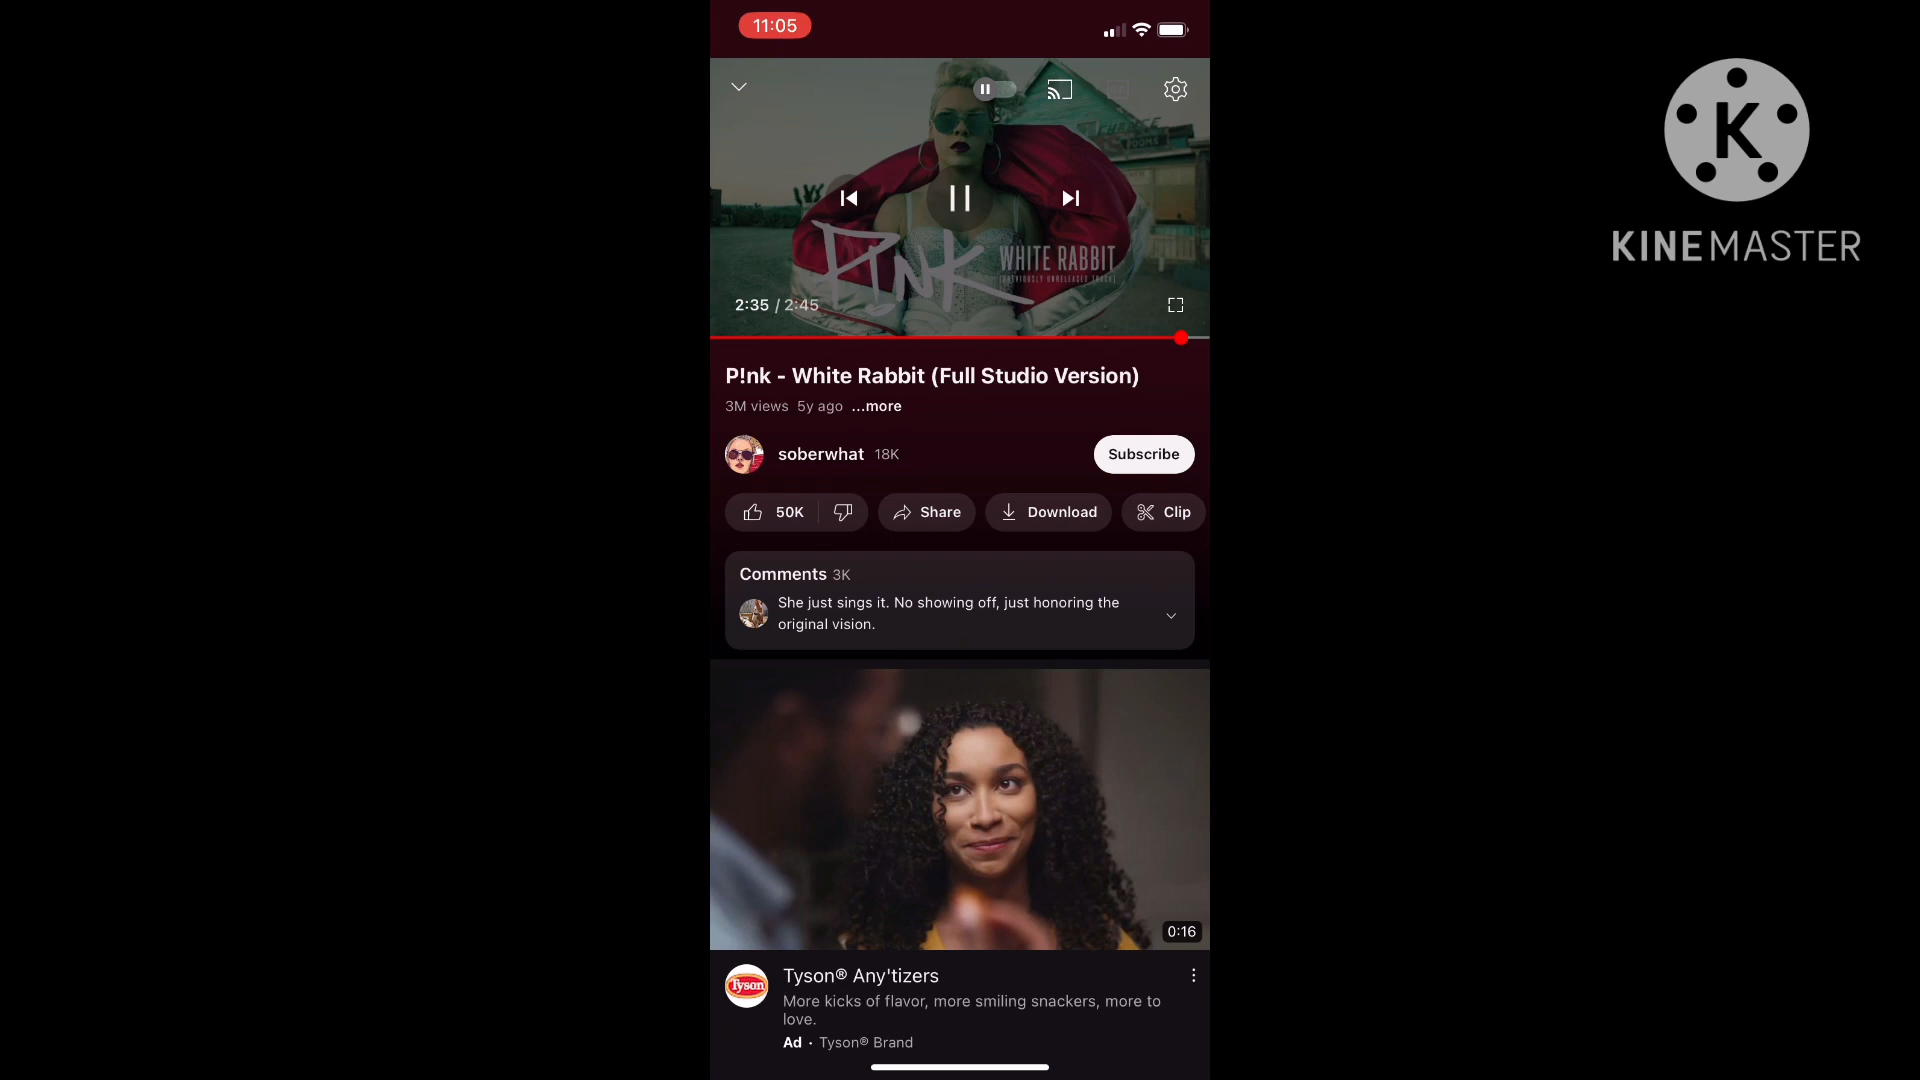 11:05
K
KINEMASTER
P!NK
WHITE RABBIT
2:35 / 2:45
P!nk - White Rabbit (Full Studio Version)
3M views 5y ago ...more
soberwhat 18K
Subscribe
50K
Share
Download
Clip
Comments 3K
She just sings it. No showing off, just honoring the
original vision.
0:16
Tyson
Tyson® Any'tizers
More kicks of flavor, more smiling snackers, more to
love.
Ad · Tyson® Brand